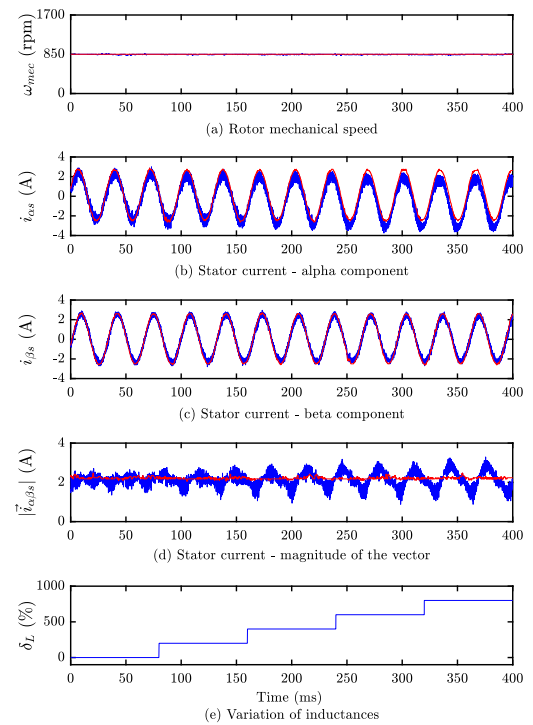 1700
850
0
ω_mec (rpm)
0 50 100 150 200 250 300 350 400
(a) Rotor mechanical speed
4
2
0
-2
-4
i_αs (A)
0 50 100 150 200 250 300 350 400
(b) Stator current - alpha component
4
2
0
-2
-4
i_βs (A)
0 50 100 150 200 250 300 350 400
(c) Stator current - beta component
4
2
0
|i⃗_αβs| (A)
0 50 100 150 200 250 300 350 400
(d) Stator current - magnitude of the vector
1000
500
0
δ_L (%)
0 50 100 150 200 250 300 350 400
Time (ms)
(e) Variation of inductances